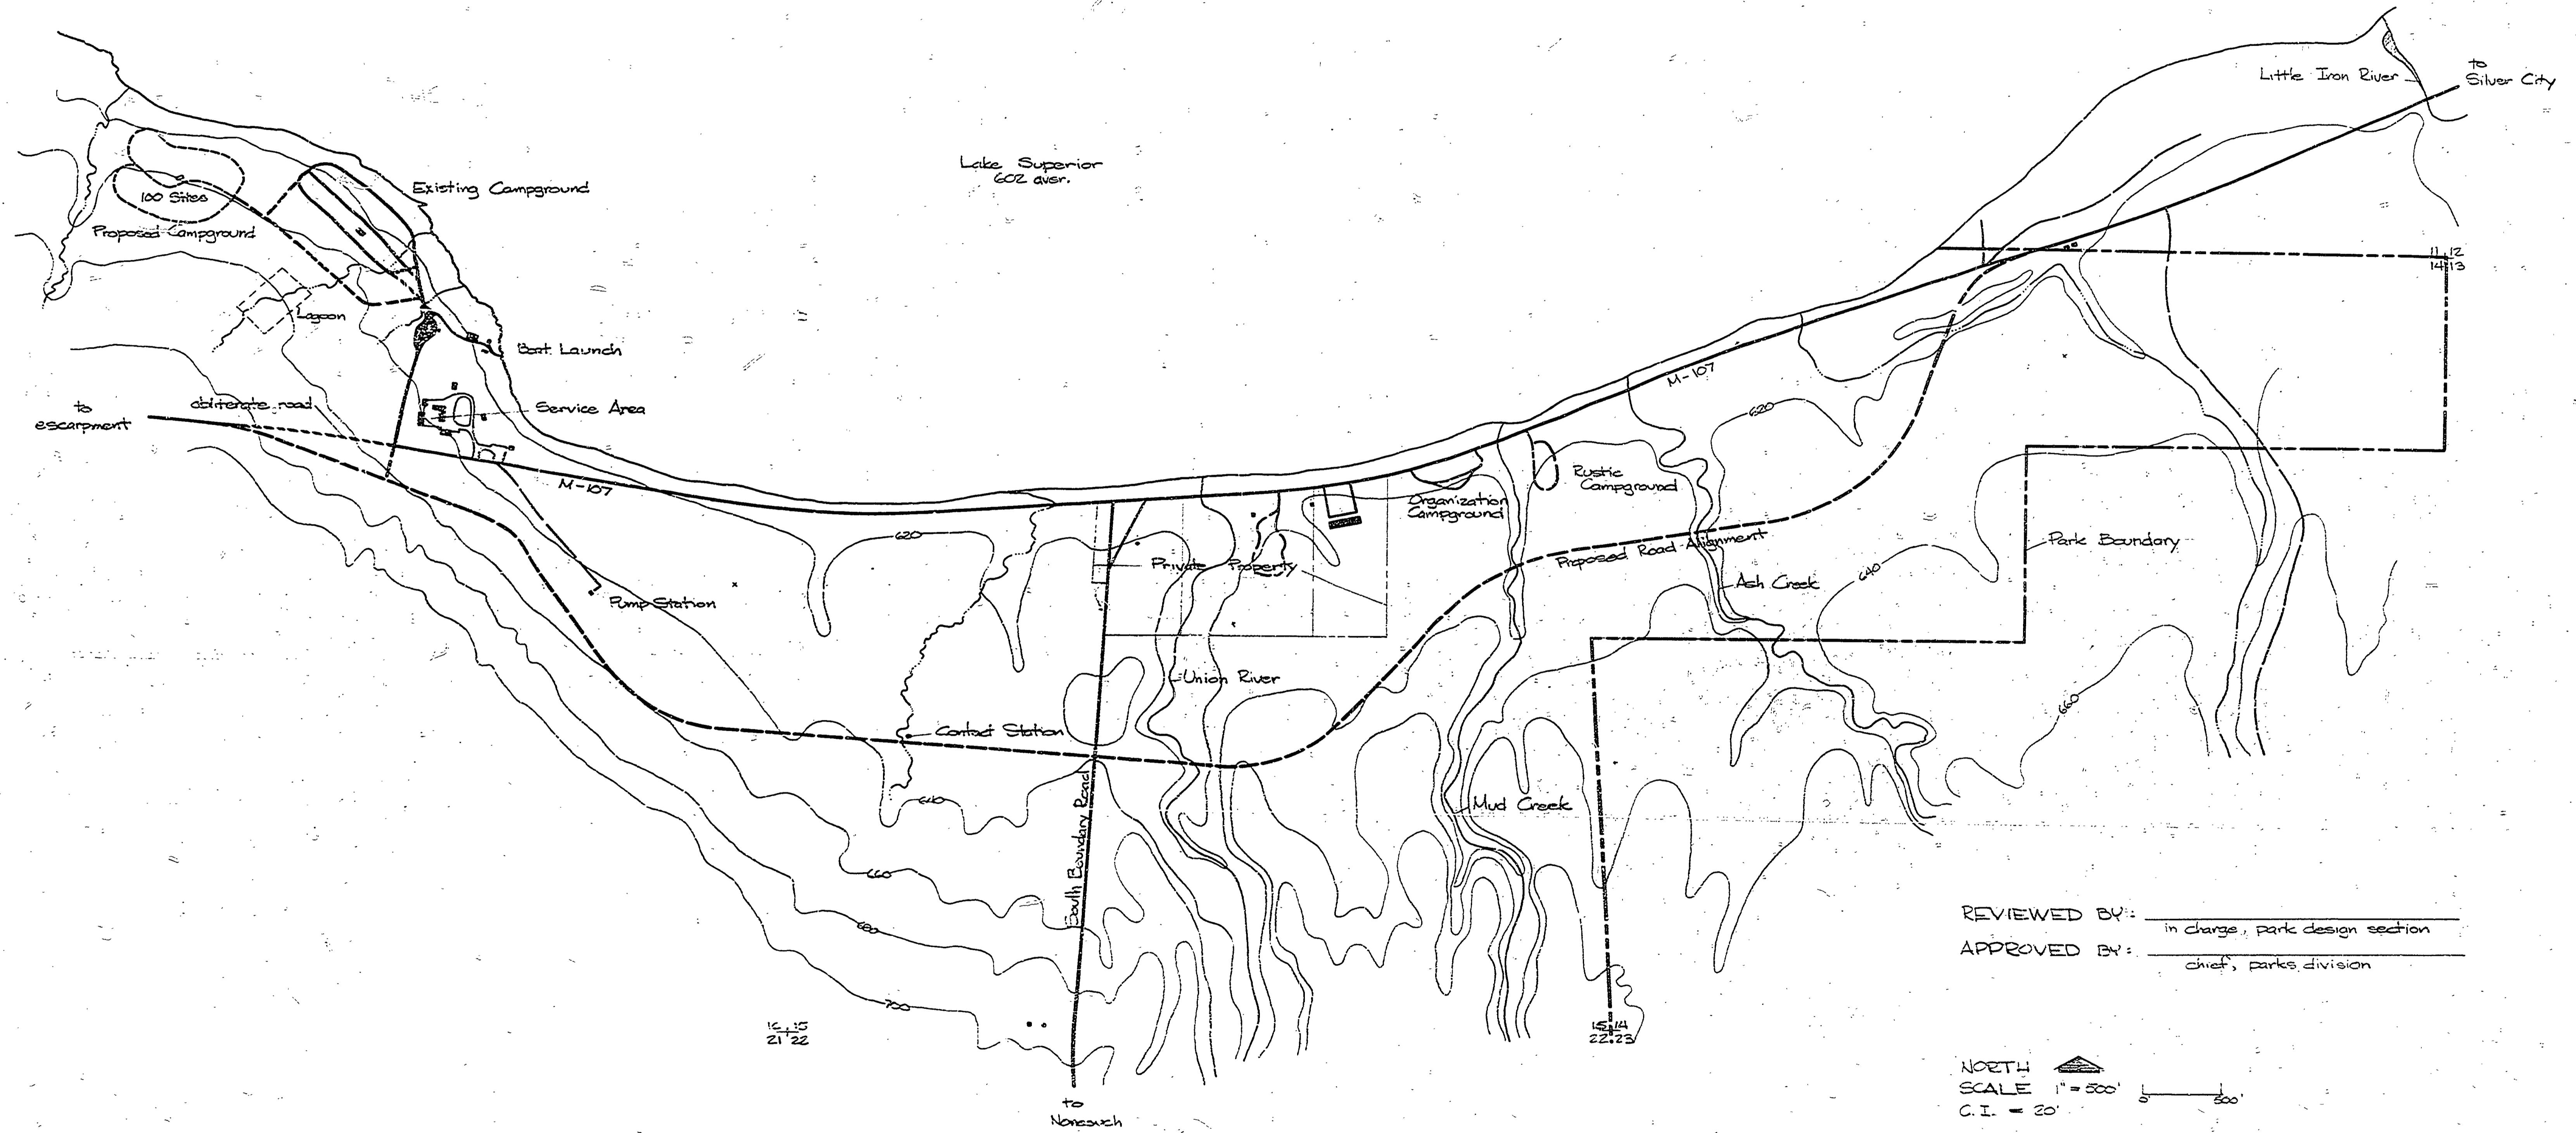 Little Iron River
to
Silver City
Lake Superior
602 aver.
Existing Campground
100 Sites
Proposed Campground
11 12
14 13
Lagoon
Boat Launch
M-107
obliterate road
to
escarpment
Service Area
620
M-107
Rustic
Campground
Organization
Campground
620
Proposed Road Alignment
Park Boundary
Private Property
640
Ash Creek
Pump Station
Union River
660
Contact Station
640
Mud Creek
South Boundary Road
660
680
700
REVIEWED BY:
in charge, park design section
APPROVED BY:
chief, parks division
16 15
21 22
15 14
22 23
NORTH
SCALE 1" = 500' 0 500'
C.I. = 20'
to
Nonesuch